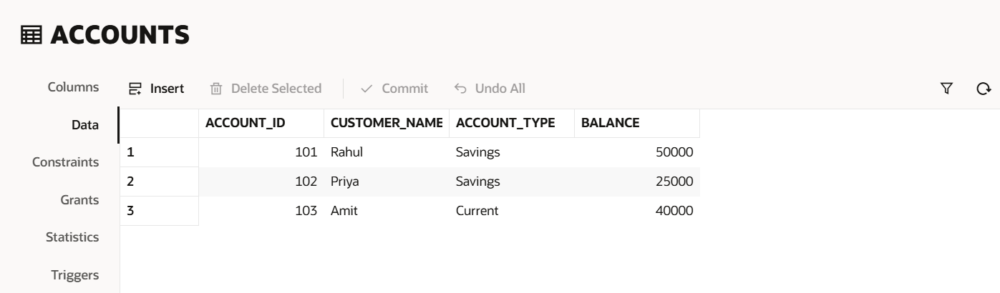 ACCOUNTS
Columns
Data
Constraints
Grants
Statistics
Triggers
Insert Delete Selected Commit Undo All
ACCOUNT_ID CUSTOMER_NAME ACCOUNT_TYPE BALANCE
1 101 Rahul Savings 50000
2 102 Priya Savings 25000
3 103 Amit Current 40000